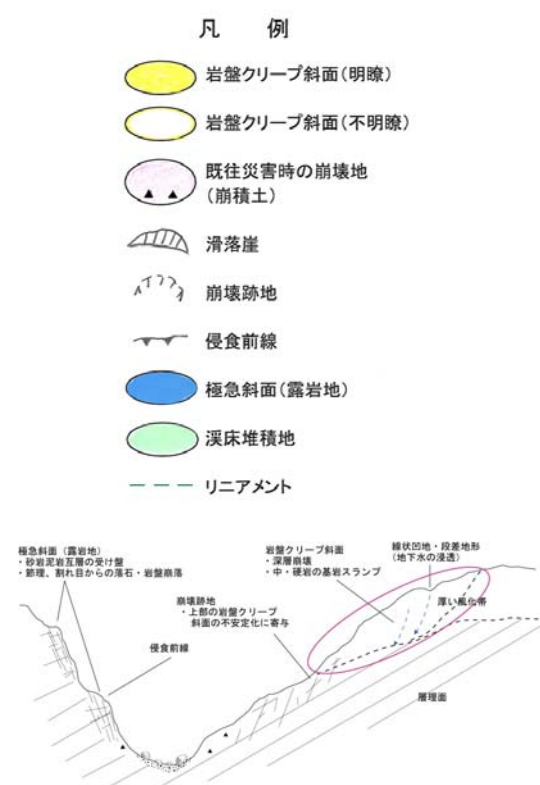 凡 例
岩盤クリープ斜面(明瞭)
岩盤クリープ斜面(不明瞭)
既往災害時の崩壊地
(崩積土)
滑落崖
崩壊跡地
侵食前線
極急斜面(露岩地)
渓床堆積地
リニアメント
極急斜面（露岩地）
・砂岩泥岩互層の受け盤
・節理、割れ目からの落石・岩盤崩落
岩盤クリープ斜面
・深層崩壊
・中・硬岩の基岩スランプ
線状凹地・段差地形
(地下水の浸透)
崩壊跡地
・上部の岩盤クリープ
斜面の不安定化に寄与
厚い風化帯
侵食前線
層理面